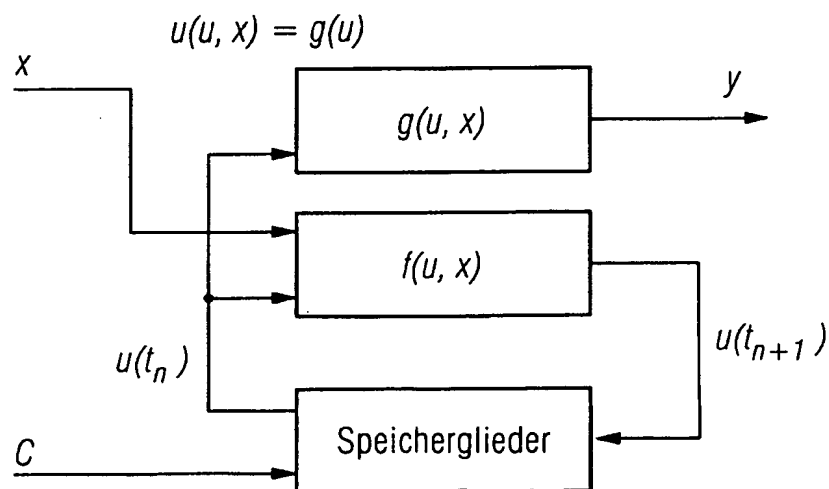 u(u, x) = g(u)
x
g(u, x)
y
f(u, x)
u(tₙ)
u(tₙ₊₁)
Speicherglieder
C